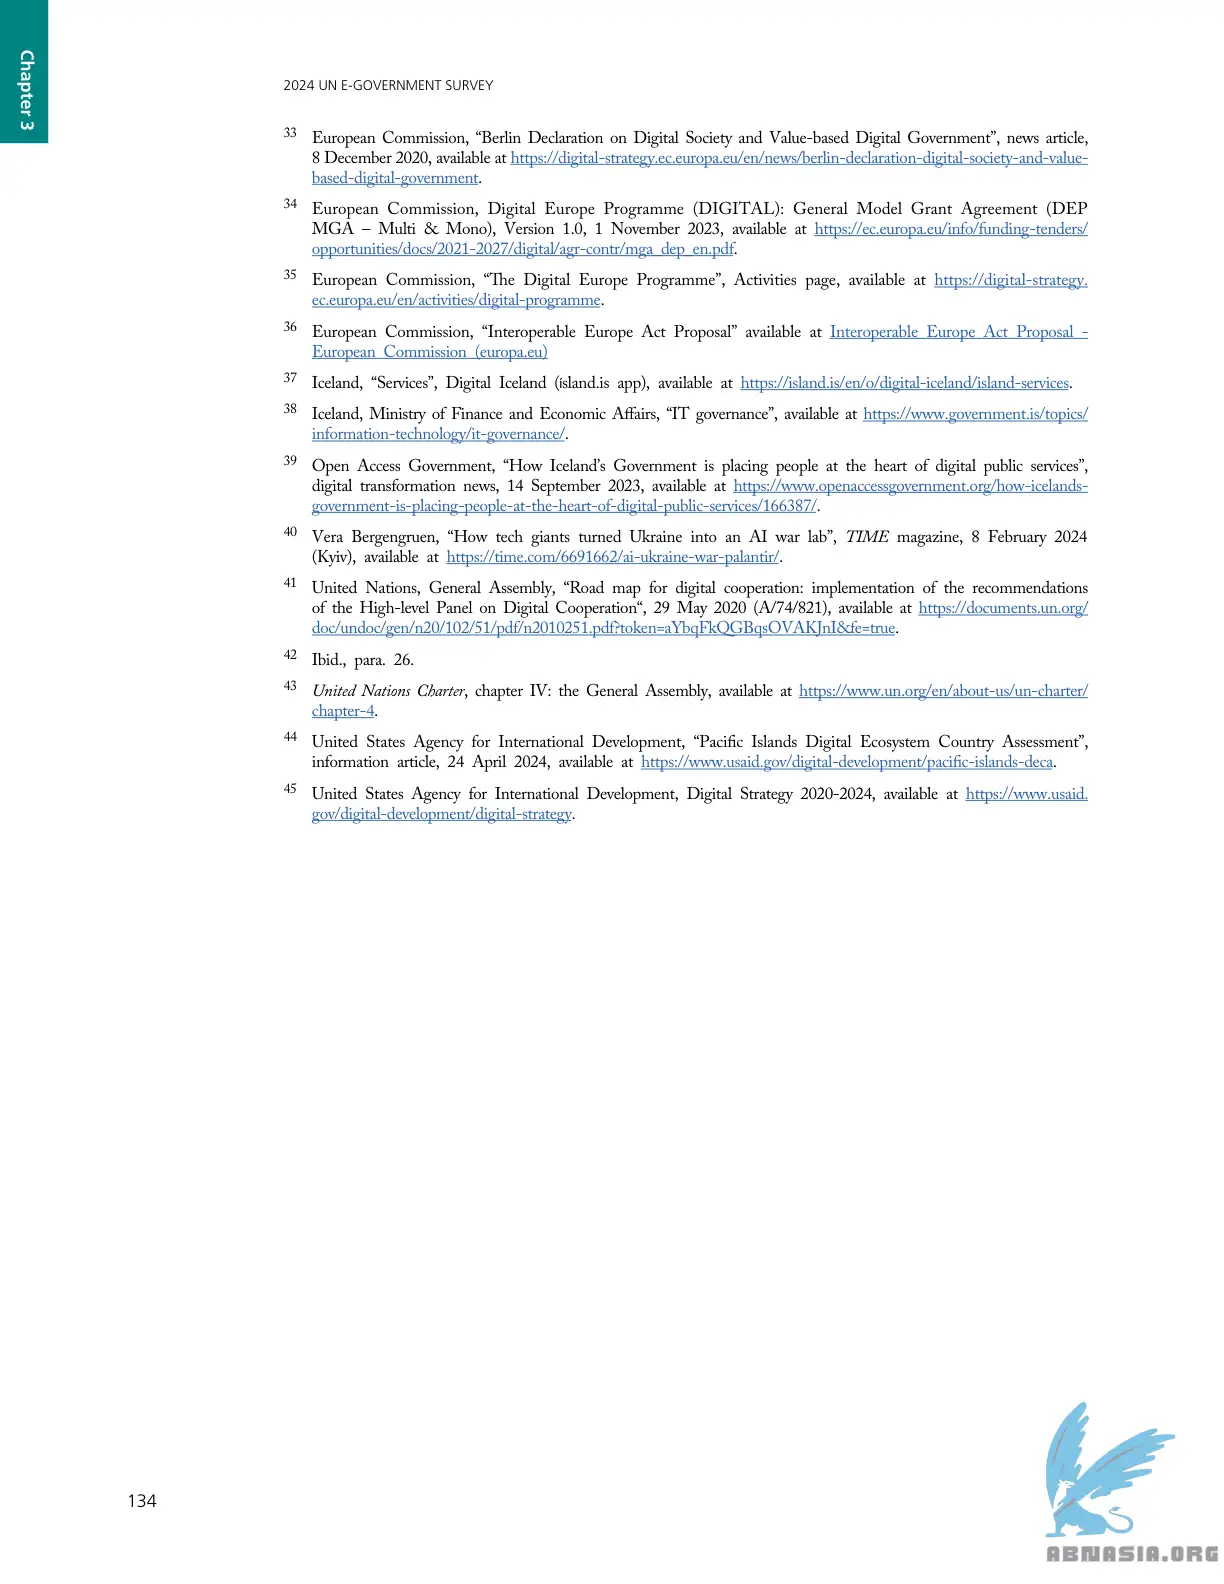 Chapter 3
2024 UN E-GOVERNMENT SURVEY
33 European Commission, “Berlin Declaration on Digital Society and Value-based Digital Government”, news article,
8 December 2020, available at https://digital-strategy.ec.europa.eu/en/news/berlin-declaration-digital-society-and-value-
based-digital-government.
34 European Commission, Digital Europe Programme (DIGITAL): General Model Grant Agreement (DEP
MGA – Multi & Mono), Version 1.0, 1 November 2023, available at https://ec.europa.eu/info/funding-tenders/
opportunities/docs/2021-2027/digital/agr-contr/mga_dep_en.pdf.
35 European Commission, “The Digital Europe Programme”, Activities page, available at https://digital-strategy.
ec.europa.eu/en/activities/digital-programme.
36 European Commission, “Interoperable Europe Act Proposal” available at Interoperable Europe Act Proposal -
European Commission (europa.eu)
37 Iceland, “Services”, Digital Iceland (island.is app), available at https://island.is/en/o/digital-iceland/island-services.
38 Iceland, Ministry of Finance and Economic Affairs, “IT governance”, available at https://www.government.is/topics/
information-technology/it-governance/.
39 Open Access Government, “How Iceland’s Government is placing people at the heart of digital public services”,
digital transformation news, 14 September 2023, available at https://www.openaccessgovernment.org/how-icelands-
government-is-placing-people-at-the-heart-of-digital-public-services/166387/.
40 Vera Bergengruen, “How tech giants turned Ukraine into an AI war lab”, TIME magazine, 8 February 2024
(Kyiv), available at https://time.com/6691662/ai-ukraine-war-palantir/.
41 United Nations, General Assembly, “Road map for digital cooperation: implementation of the recommendations
of the High-level Panel on Digital Cooperation“, 29 May 2020 (A/74/821), available at https://documents.un.org/
doc/undoc/gen/n20/102/51/pdf/n2010251.pdf?token=aYbqFkQGBqsOVAKJnI&fe=true.
42 Ibid., para. 26.
43 United Nations Charter, chapter IV: the General Assembly, available at https://www.un.org/en/about-us/un-charter/
chapter-4.
44 United States Agency for International Development, “Pacific Islands Digital Ecosystem Country Assessment”,
information article, 24 April 2024, available at https://www.usaid.gov/digital-development/pacific-islands-deca.
45 United States Agency for International Development, Digital Strategy 2020-2024, available at https://www.usaid.
gov/digital-development/digital-strategy.
134
ABNASIA.ORG